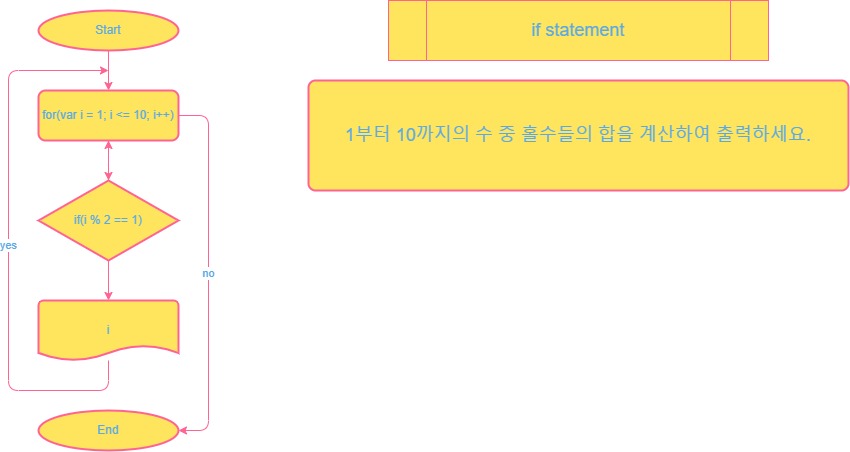 Start
for(var i = 1; i <= 10; i++)
if(i % 2 == 1)
yes
no
i
End
if statement
1부터 10까지의 수 중 홀수들의 합을 계산하여 출력하세요.